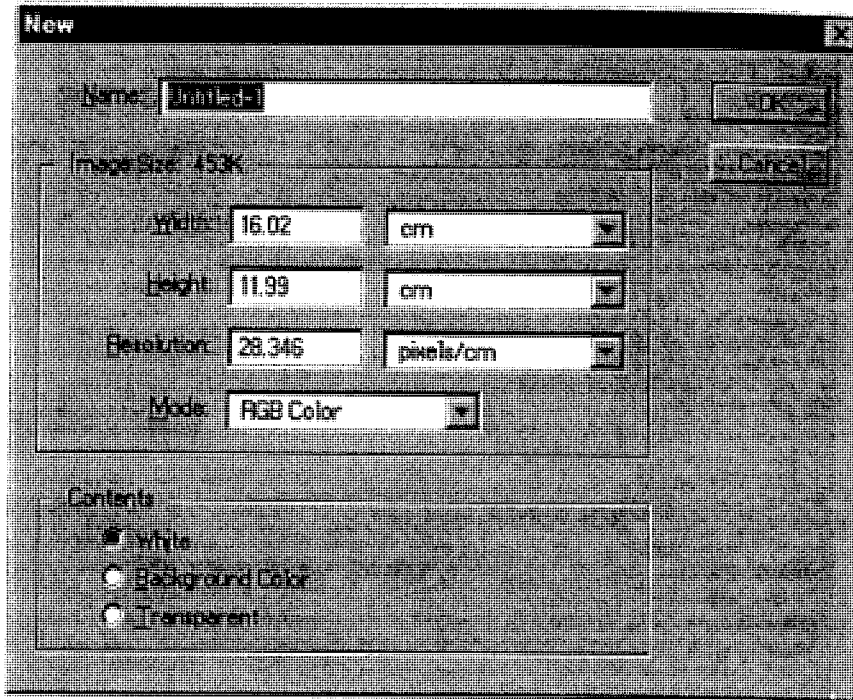 New
Name: Untitled-1
OK
Image Size: 453K
Cancel
Width: 16.02 cm
Height: 11.99 cm
Resolution: 28.346 pixels/cm
Mode: RGB Color
Contents
White
Background Color
Transparent